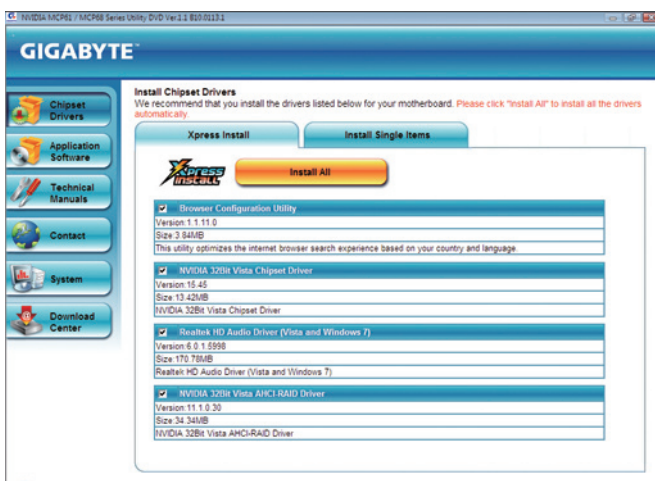 NVIDIA MCP61 / MCP68 Series Utility DVD Ver.1.1 B10.0113.1
GIGABYTE™
Chipset
Drivers
Application
Software
Technical
Manuals
Contact
System
Download
Center
Install Chipset Drivers
We recommend that you install the drivers listed below for your motherboard. Please click "Install All" to install all the drivers
automatically.
Xpress Install
Install Single Items
Xpress
INSTALL
Install All
Browser Configuration Utility
Version:1.1.11.0
Size:3.84MB
This utility optimizes the internet browser search experience based on your country and language.
NVIDIA 32Bit Vista Chipset Driver
Version:15.45
Size:13.42MB
NVIDIA 32Bit Vista Chipset Driver
Realtek HD Audio Driver (Vista and Windows 7)
Version:6.0.1.5998
Size:170.78MB
Realtek HD Audio Driver (Vista and Windows 7)
NVIDIA 32Bit Vista AHCI-RAID Driver
Version:11.1.0.30
Size:34.34MB
NVIDIA 32Bit Vista AHCI-RAID Driver